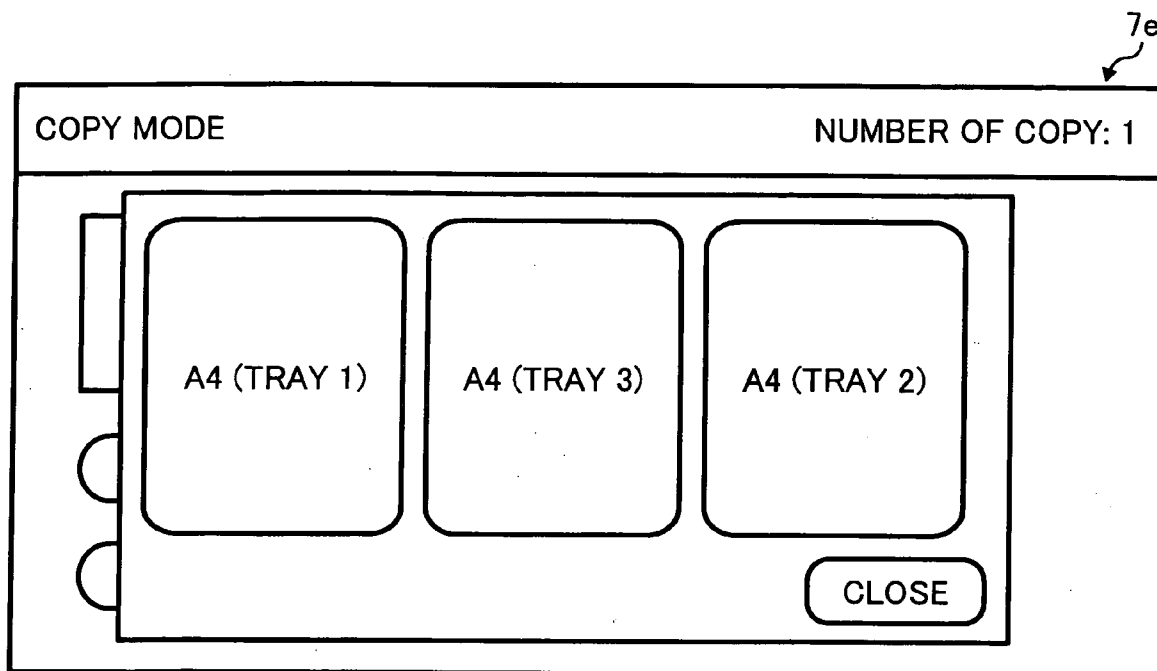 7e
COPY MODE
NUMBER OF COPY: 1
A4 (TRAY 1)
A4 (TRAY 3)
A4 (TRAY 2)
CLOSE